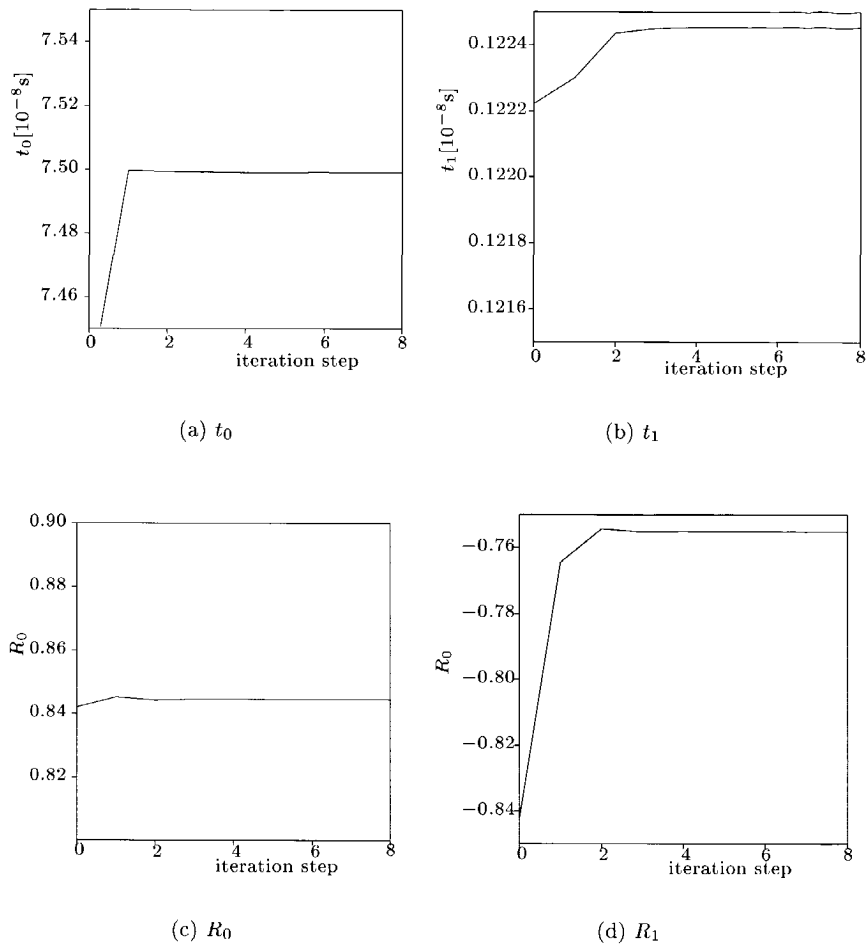 7.54
7.52
7.50
7.48
7.46
t₀[10⁻⁸s]
0 2 4 6 8
iteration step
(a) t₀
0.1224
0.1222
0.1220
0.1218
0.1216
t₁[10⁻⁸s]
0 2 4 6 8
iteration step
(b) t₁
0.90
0.88
0.86
0.84
0.82
R₀
0 2 4 6 8
iteration step
(c) R₀
−0.76
−0.78
−0.80
−0.82
−0.84
R₀
0 2 4 6 8
iteration step
(d) R₁